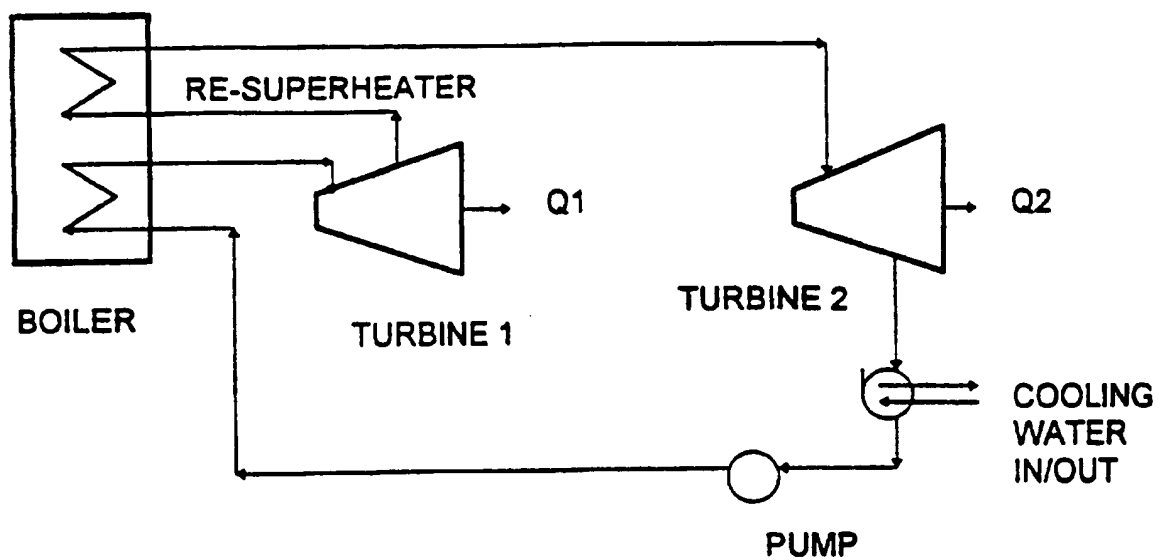 RE-SUPERHEATER
Q1
Q2
BOILER
TURBINE 1
TURBINE 2
COOLING
WATER
IN/OUT
PUMP